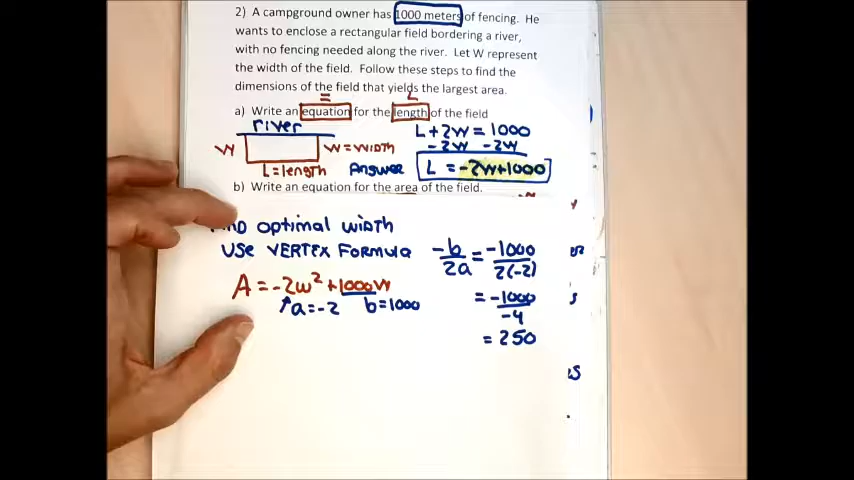 2) A campground owner has 1000 meters of fencing. He
wants to enclose a rectangular field bordering a river,
with no fencing needed along the river. Let W represent
the width of the field. Follow these steps to find the
dimensions of the field that yields the largest area.
= L
a) Write an equation for the length of the field
river L+2W=1000
-2W -2W
W W=WIDTH
L=length Answer L=-2W+1000
b) Write an equation for the area of the field.
optimal width
USE VERTEX FORMULA -b/2a = -1000/2(-2)
A=-2w²+1000W
a=-2 b=1000 = -1000/-4
= 250